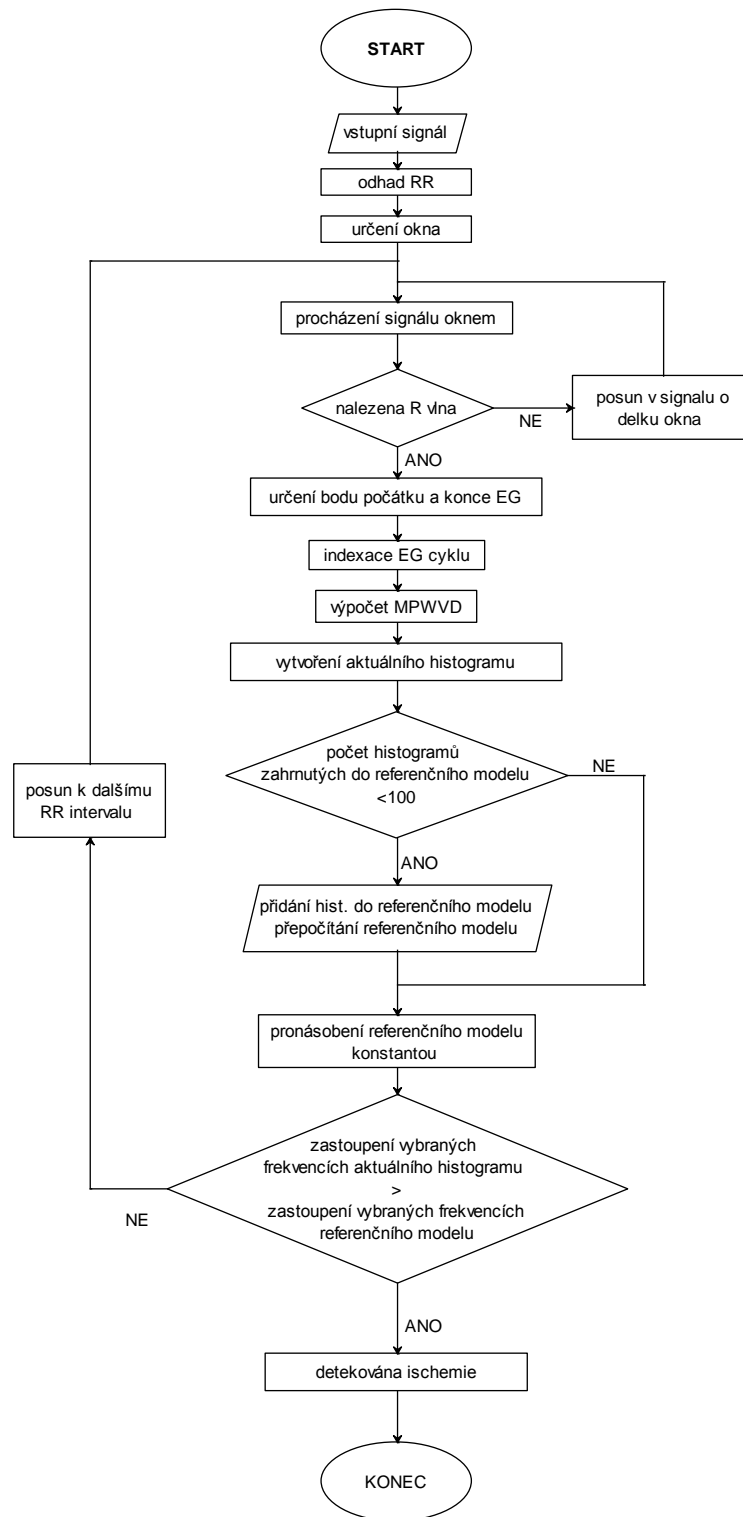 START
vstupní signál
odhad RR
určení okna
procházení signálu oknem
nalezena R vlna
NE
posun v signalu o
delku okna
ANO
určení bodu počátku a konce EG
indexace EG cyklu
výpočet MPWVD
vytvoření aktuálního histogramu
počet histogramů
zahrnutých do referenčního modelu
<100
NE
posun k dalšímu
RR intervalu
ANO
přidání hist. do referenčního modelu
přepočítání referenčního modelu
pronásobení referenčního modelu
konstantou
zastoupení vybraných
frekvencích aktuálního histogramu
>
zastoupení vybraných frekvencích
referenčního modelu
NE
ANO
detekována ischemie
KONEC